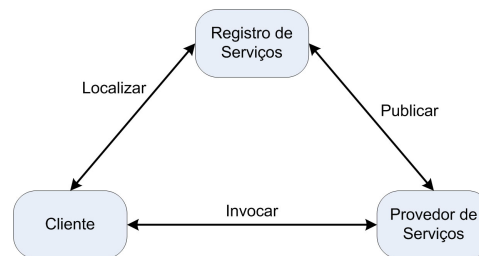 Registro de
Serviços
Localizar
Publicar
Cliente
Invocar
Provedor de
Serviços